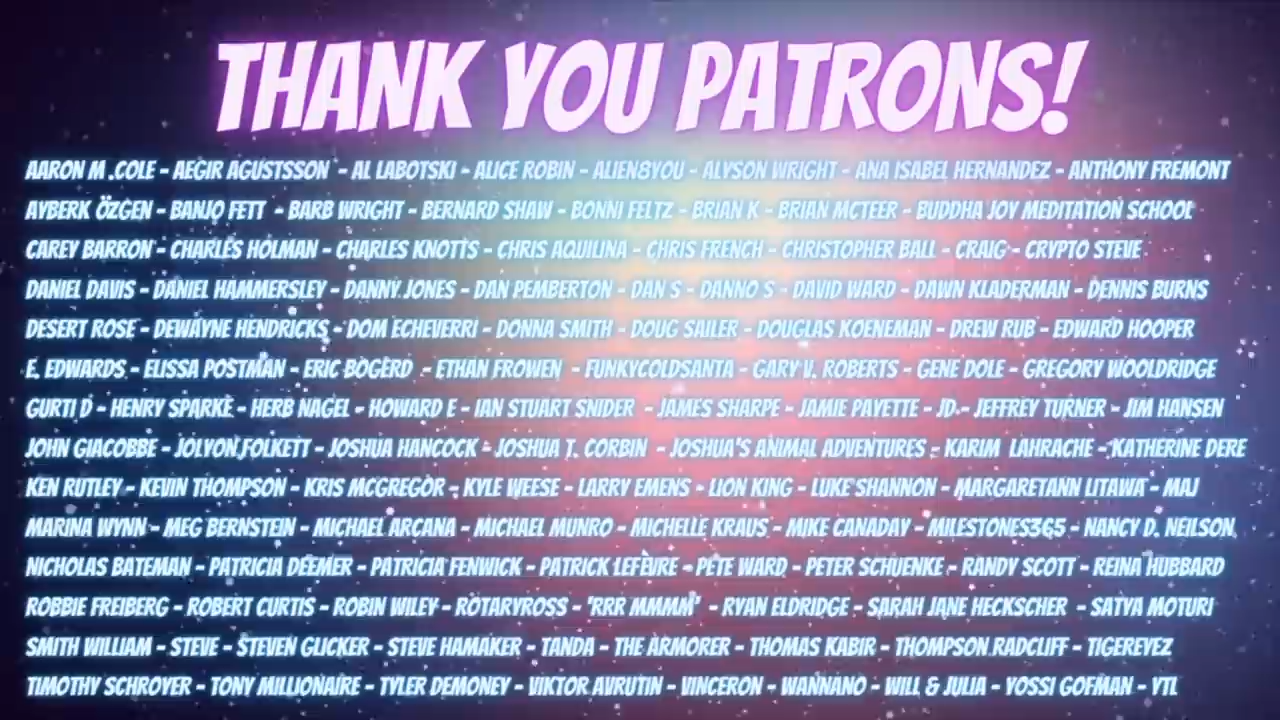 THANK YOU PATRONS!
AARON M .COLE - AEGIR AGUSTSSON - AL LABOTSKI - ALICE ROBIN - ALIEN8YOU - ALYSON WRIGHT - ANA ISABEL HERNANDEZ - ANTHONY FREMONT
AYBERK ÖZGEN - BANJO FETT - BARB WRIGHT - BERNARD SHAW - BONNI FELTZ - BRIAN K - BRIAN MCTEER - BUDDHA JOY MEDITATION SCHOOL
CAREY BARRON - CHARLES HOLMAN - CHARLES KNOTTS - CHRIS AQUILINA - CHRIS FRENCH - CHRISTOPHER BALL - CRAIG - CRYPTO STEVE
DANIEL DAVIS - DANIEL HAMMERSLEY - DANNY JONES - DAN PEMBERTON - DAN S - DANNO S - DAVID WARD - DAWN KLADERMAN - DENNIS BURNS
DESERT ROSE - DEWAYNE HENDRICKS - DOM ECHEVERRI - DONNA SMITH - DOUG SAILER - DOUGLAS KOENEMAN - DREW RUB - EDWARD HOOPER
E. EDWARDS - ELISSA POSTMAN - ERIC BOGERD - ETHAN FROWEN - FUNKYCOLDSANTA - GARY V. ROBERTS - GENE DOLE - GREGORY WOOLDRIDGE
GURTI D - HENRY SPARKE - HERB NAGEL - HOWARD E - IAN STUART SNIDER - JAMES SHARPE - JAMIE PAYETTE - JD - JEFFREY TURNER - JIM HANSEN
JOHN GIACOBBE - JOLYON FOLKETT - JOSHUA HANCOCK - JOSHUA T. CORBIN - JOSHUA'S ANIMAL ADVENTURES - KARIM LAHRACHE - KATHERINE DERE
KEN RUTLEY - KEVIN THOMPSON - KRIS MCGREGOR - KYLE WEESE - LARRY EMENS - LION KING - LUKE SHANNON - MARGARETANN LITAWA - MAJ
MARINA WYNN - MEG BERNSTEIN - MICHAEL ARCANA - MICHAEL MUNRO - MICHELLE KRAUS - MIKE CANADAY - MILESTONES365 - NANCY D. NEILSON
NICHOLAS BATEMAN - PATRICIA DEEMER - PATRICIA FENWICK - PATRICK LEFÈVRE - PETE WARD - PETER SCHUENKE - RANDY SCOTT - REINA HUBBARD
ROBBIE FREIBERG - ROBERT CURTIS - ROBIN WILEY - ROTARYROSS - "RRR MMMM" - RYAN ELDRIDGE - SARAH JANE HECKSCHER - SATYA MOTURI
SMITH WILLIAM - STEVE - STEVEN GLICKER - STEVE HAMAKER - TANDA - THE ARMORER - THOMAS KABIR - THOMPSON RADCLIFF - TIGEREYEZ
TIMOTHY SCHROYER - TONY MILLIONAIRE - TYLER DEMONEY - VIKTOR AVRUTIN - VINCERON - WANNANO - WILL & JULIA - YOSSI GOFMAN - YTL